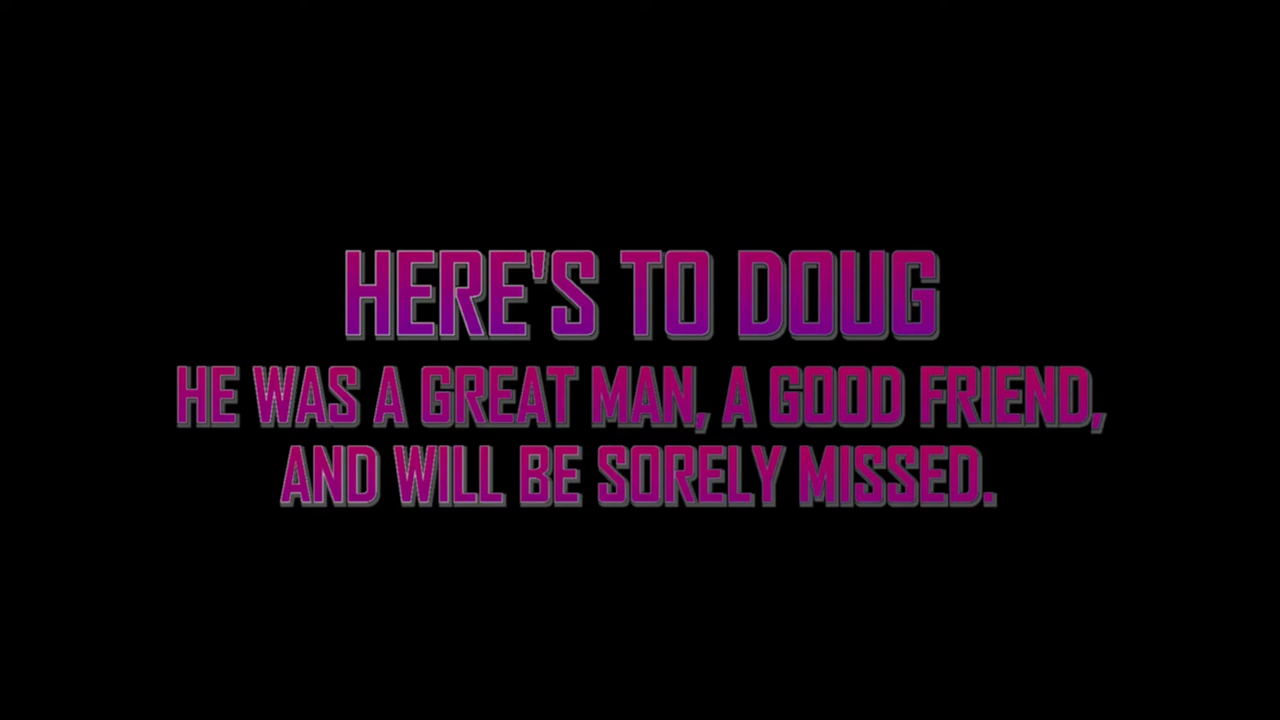 HERE'S TO DOUG
HE WAS A GREAT MAN, A GOOD FRIEND,
AND WILL BE SORELY MISSED.